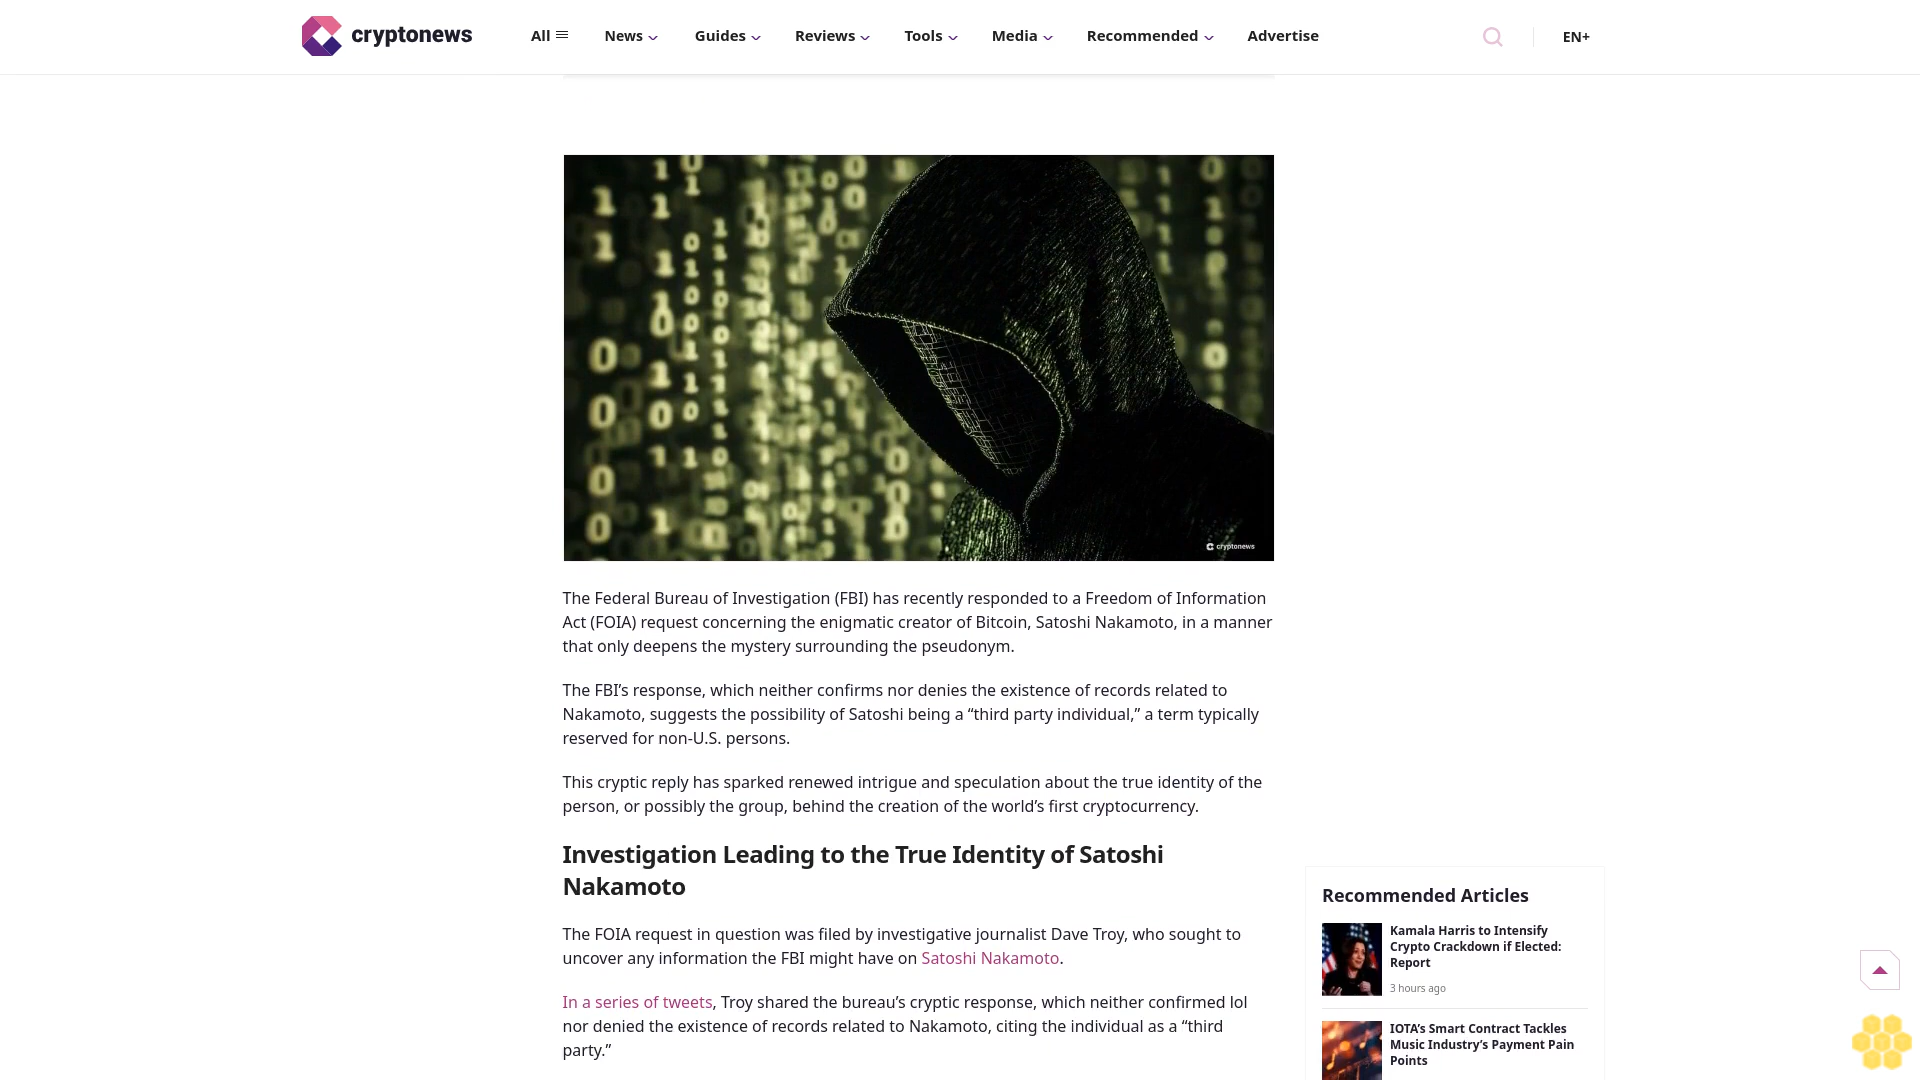 cryptonews
All
News
Guides
Reviews
Tools
Media
Recommended
Advertise
EN+
cryptonews
The Federal Bureau of Investigation (FBI) has recently responded to a Freedom of Information
Act (FOIA) request concerning the enigmatic creator of Bitcoin, Satoshi Nakamoto, in a manner
that only deepens the mystery surrounding the pseudonym.
The FBI’s response, which neither confirms nor denies the existence of records related to
Nakamoto, suggests the possibility of Satoshi being a “third party individual,” a term typically
reserved for non-U.S. persons.
This cryptic reply has sparked renewed intrigue and speculation about the true identity of the
person, or possibly the group, behind the creation of the world’s first cryptocurrency.
Investigation Leading to the True Identity of Satoshi
Nakamoto
The FOIA request in question was filed by investigative journalist Dave Troy, who sought to
uncover any information the FBI might have on Satoshi Nakamoto.
In a series of tweets, Troy shared the bureau’s cryptic response, which neither confirmed lol
nor denied the existence of records related to Nakamoto, citing the individual as a “third
party.”
Recommended Articles
Kamala Harris to Intensify
Crypto Crackdown if Elected:
Report
3 hours ago
IOTA’s Smart Contract Tackles
Music Industry’s Payment Pain
Points